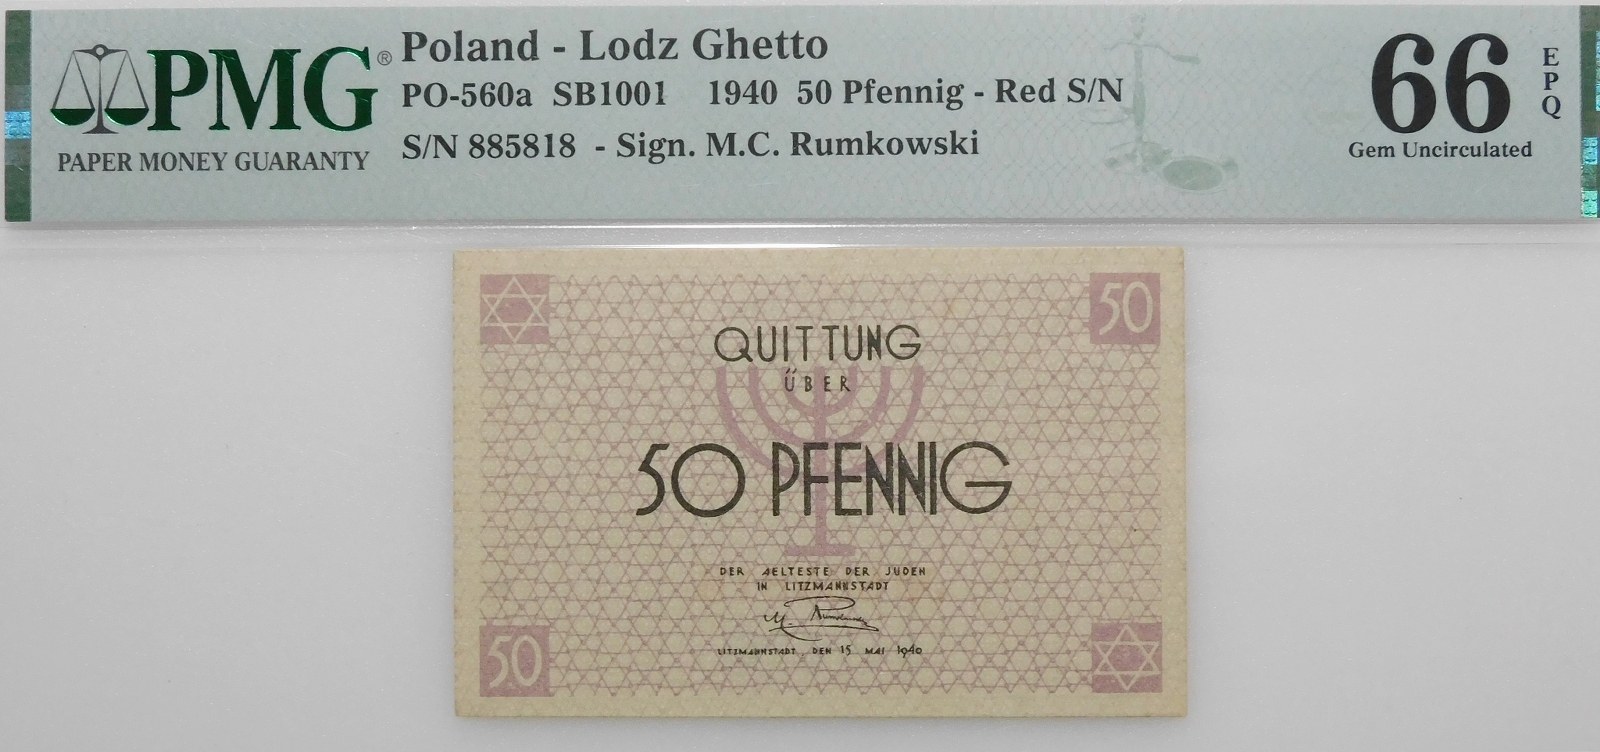 PMG®
PAPER MONEY GUARANTY
Poland - Lodz Ghetto
PO-560a SB1001 1940 50 Pfennig - Red S/N
S/N 885818 - Sign. M.C. Rumkowski
66
EPQ
Gem Uncirculated
50
QUITTUNG
ÜBER
50 PFENNIG
DER AELTESTE DER JUDEN
IN LITZMANNSTADT
M. Rumkowski
LITZMANNSTADT, DEN 15. MAI 1940
50